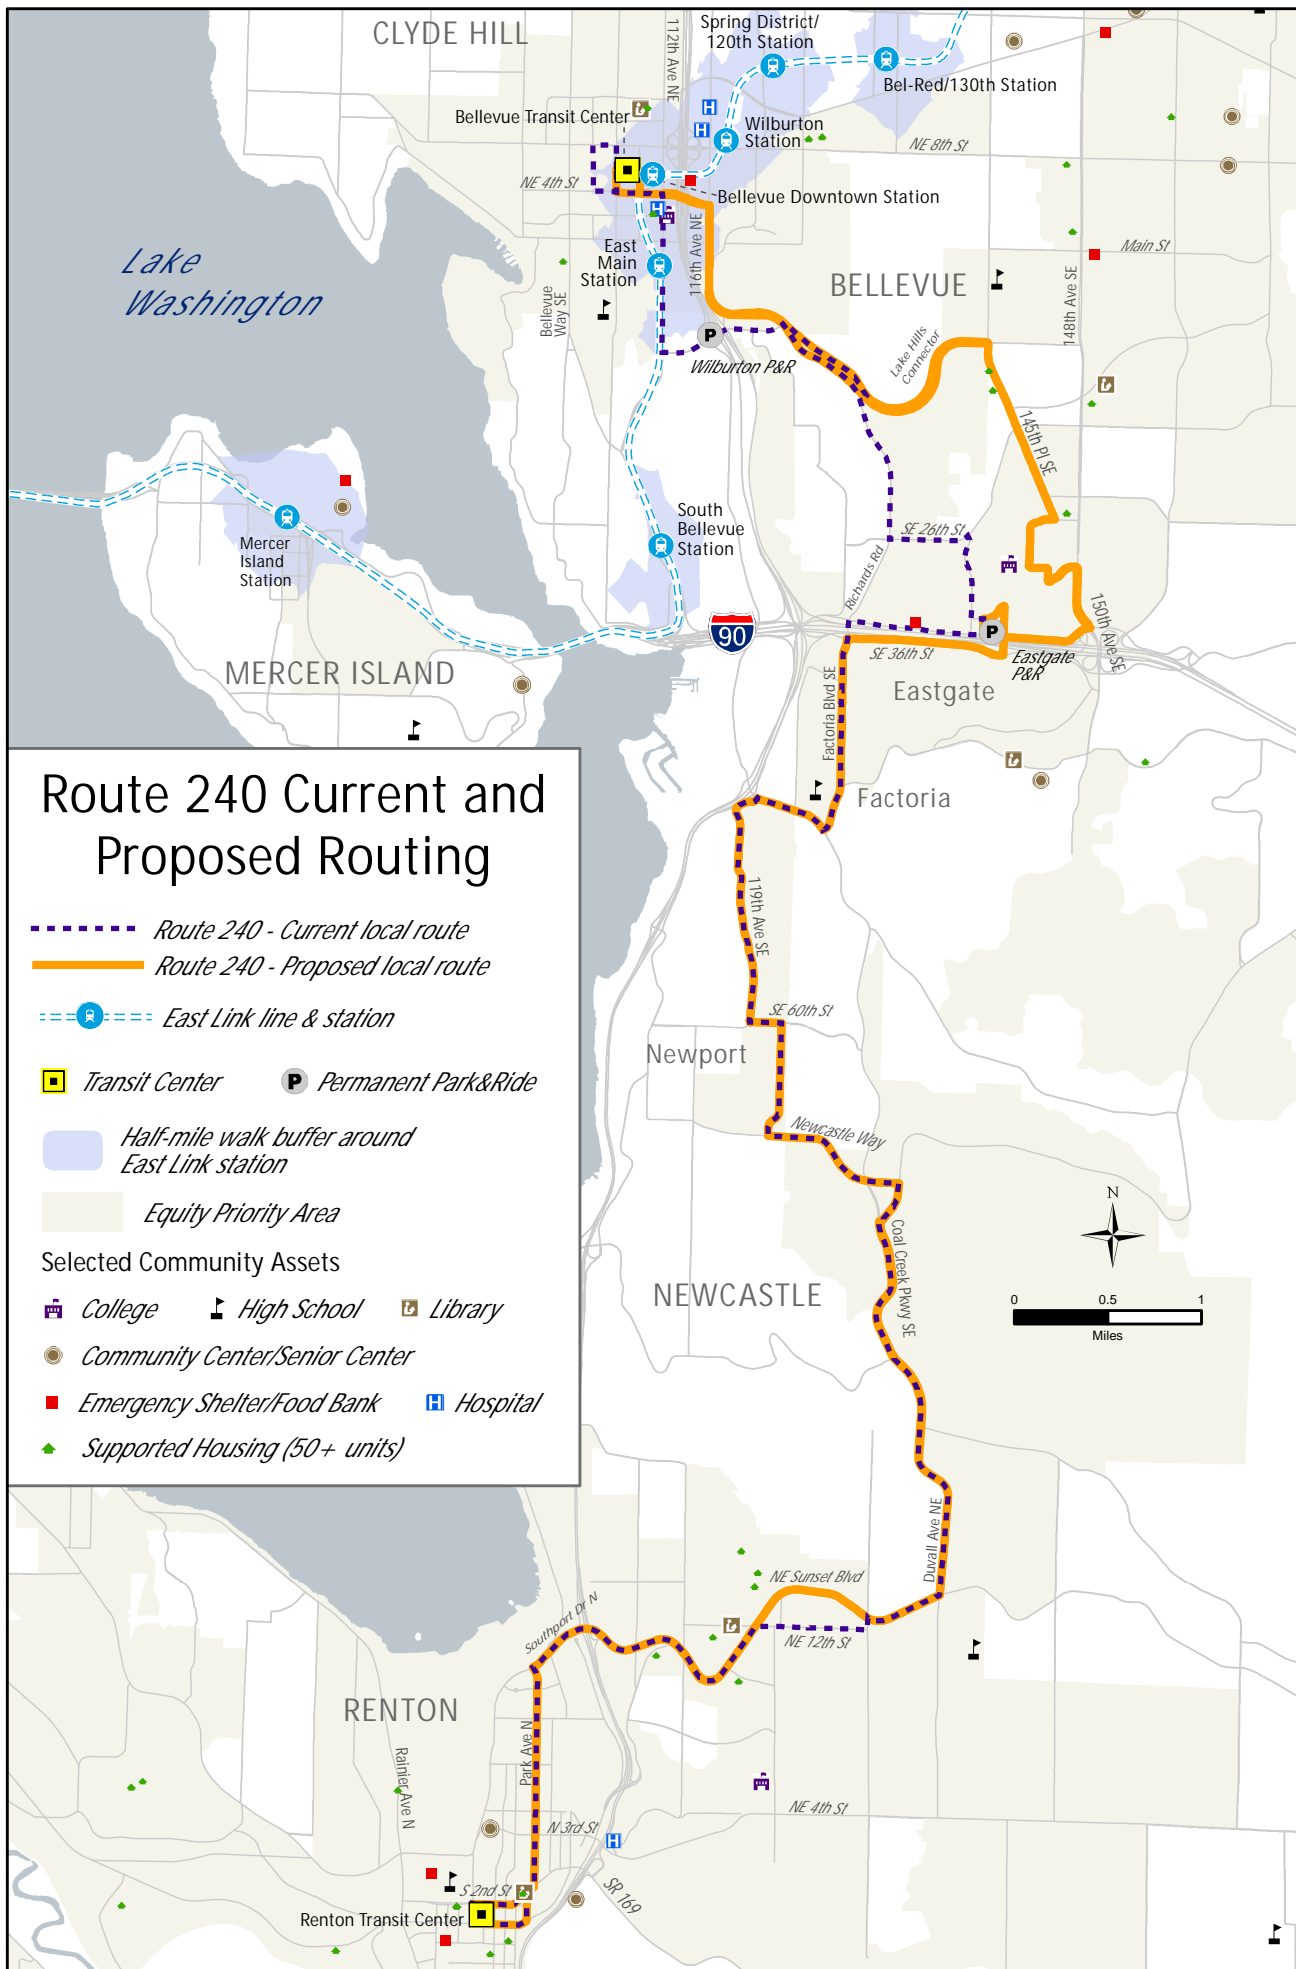 CLYDE HILL
112th Ave NE
Spring District/
120th Station
Bel-Red/130th Station
Bellevue Transit Center
H
H
Wilburton
Station
NE 8th St
NE 4th St
Bellevue Downtown Station
H
116th Ave NE
East
Main
Station
Main St
Lake
Washington
BELLEVUE
148th Ave SE
Bellevue
Way SE
P
Wilburton P&R
Lake Hills
Connector
145th Pl SE
South
Bellevue
Station
SE 26th St
Mercer
Island
Station
Richards Rd
90
P
150th Ave SE
SE 36th St
Eastgate
P&R
MERCER ISLAND
Eastgate
Factoria Blvd SE
Factoria
Route 240 Current and
Proposed Routing
Route 240 - Current local route
Route 240 - Proposed local route
East Link line & station
Transit Center
P
Permanent Park&Ride
Half-mile walk buffer around
East Link station
Equity Priority Area
Selected Community Assets
College
High School
Library
Community Center/Senior Center
Emergency Shelter/Food Bank
H
Hospital
Supported Housing (50+ units)
119th Ave SE
SE 60th St
Newport
Newcastle Way
N
Coal Creek Pkwy SE
NEWCASTLE
0
0.5
1
Miles
Duvall Ave NE
NE Sunset Blvd
Southport Dr N
NE 12th St
RENTON
Park Ave N
Rainier Ave N
NE 4th St
N 3rd St
H
SR 169
S 2nd St
Renton Transit Center